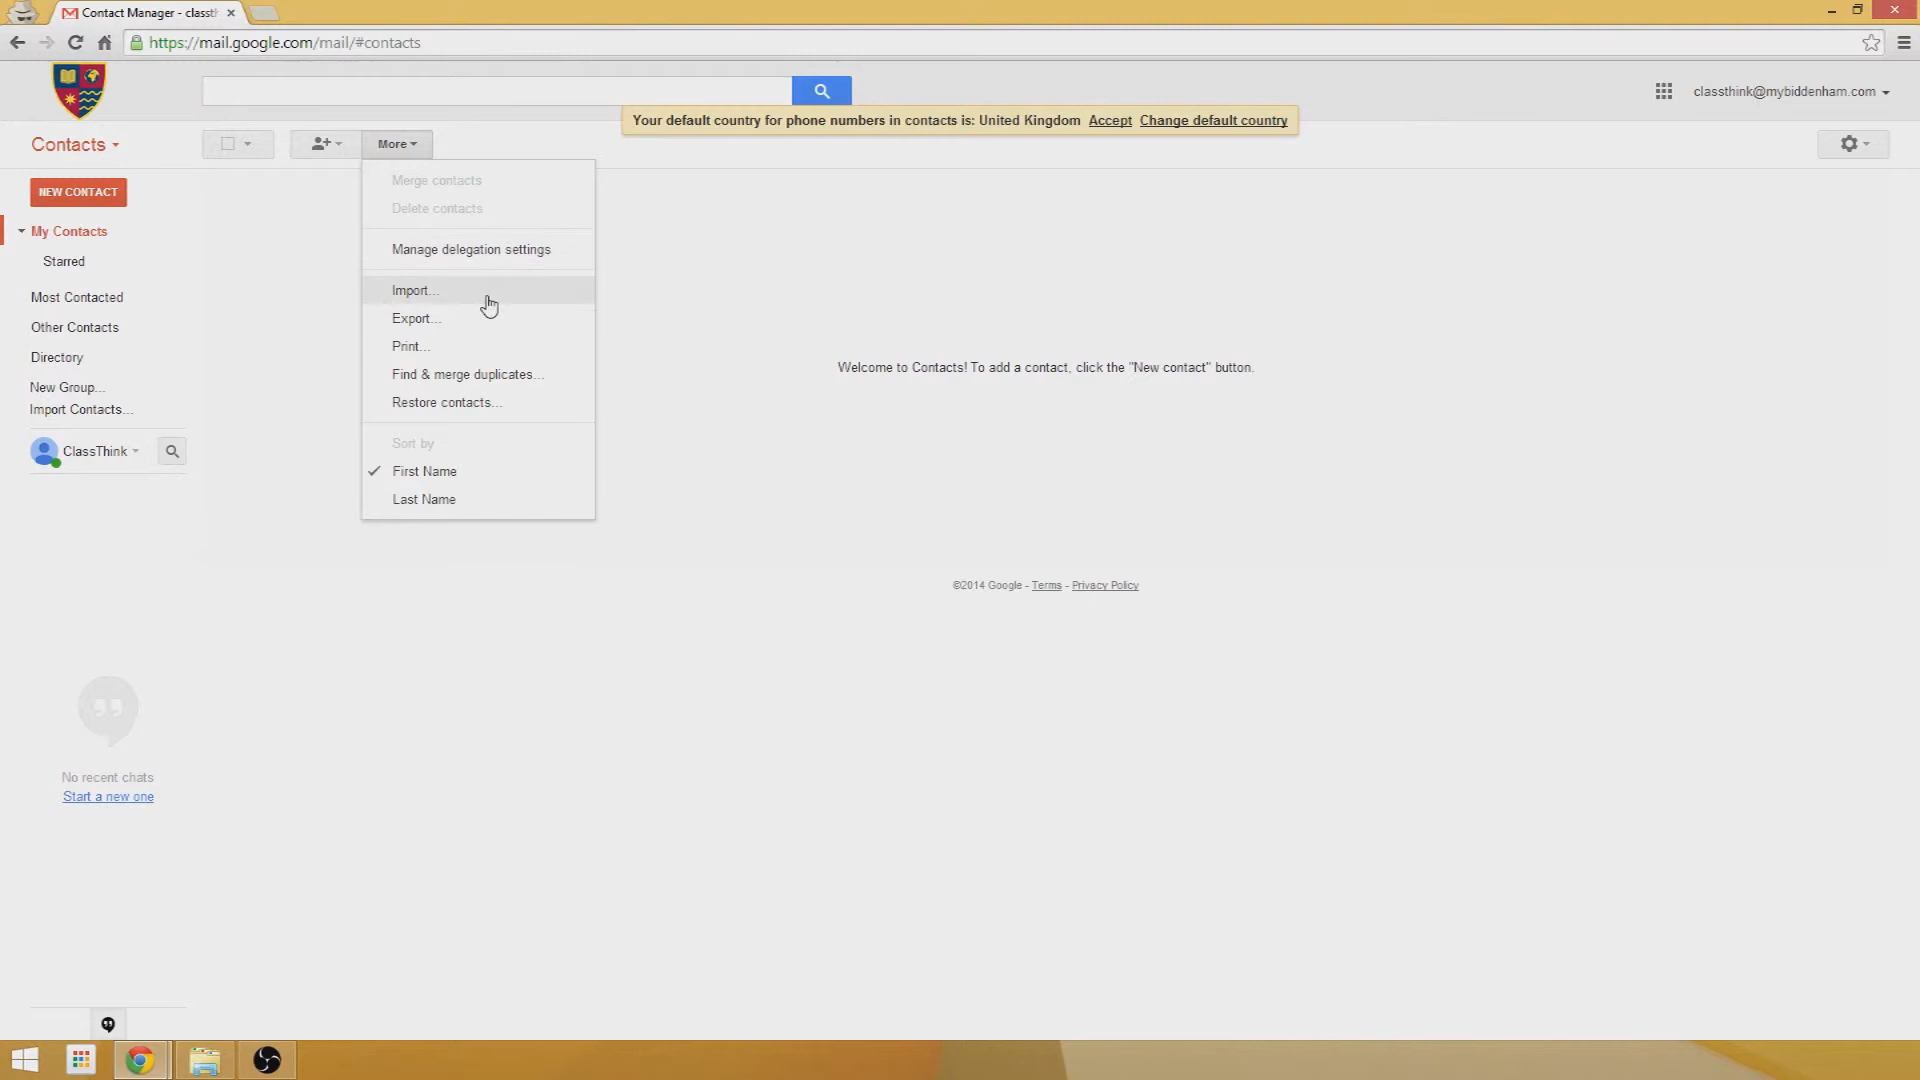 Contact Manager - classth
https://mail.google.com/mail/#contacts
classthink@mybiddenham.com
Your default country for phone numbers in contacts is: United Kingdom Accept Change default country
Contacts
More
NEW CONTACT
My Contacts
Starred
Most Contacted
Other Contacts
Directory
New Group...
Import Contacts...
ClassThink
Merge contacts
Delete contacts
Manage delegation settings
Import...
Export...
Print...
Find & merge duplicates...
Restore contacts...
Sort by
First Name
Last Name
Welcome to Contacts! To add a contact, click the "New contact" button.
©2014 Google - Terms - Privacy Policy
No recent chats
Start a new one